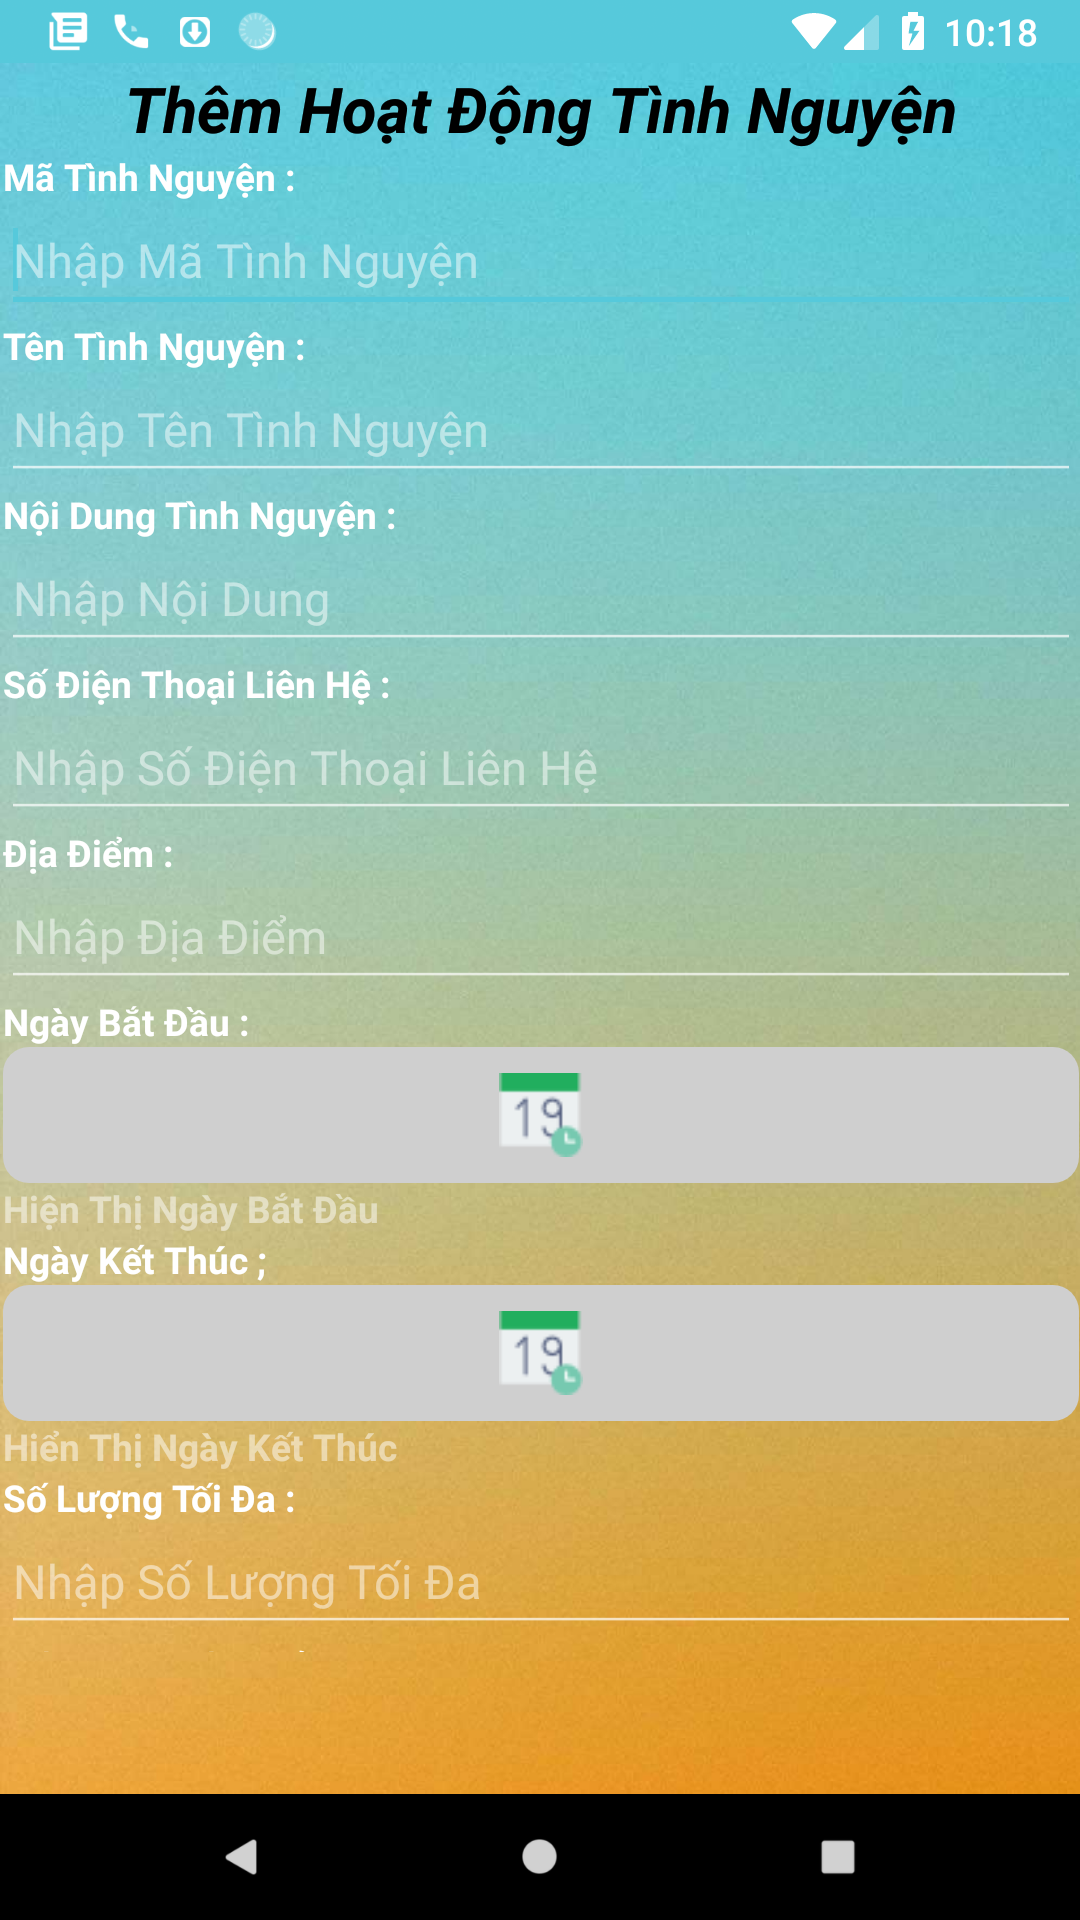 10:18
Thêm Hoạt Động Tình Nguyện
Mã Tình Nguyện :
Nhập Mã Tình Nguyện
Tên Tình Nguyện :
Nhập Tên Tình Nguyện
Nội Dung Tình Nguyện :
Nhập Nội Dung
Số Điện Thoại Liên Hệ :
Nhập Số Điện Thoại Liên Hệ
Địa Điểm :
Nhập Địa Điểm
Ngày Bắt Đầu :
19
Hiện Thị Ngày Bắt Đầu
Ngày Kết Thúc ;
19
Hiển Thị Ngày Kết Thúc
Số Lượng Tối Đa :
Nhập Số Lượng Tối Đa